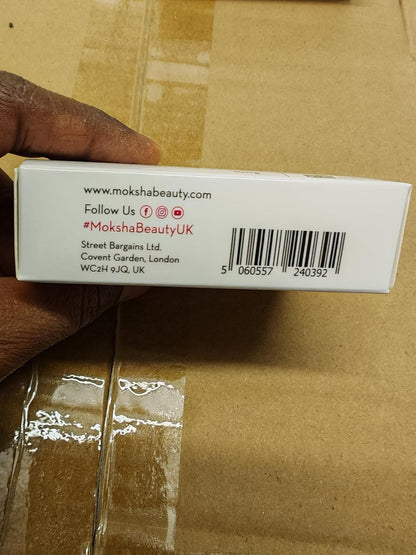 www.mokshabeauty.com
Follow Us
#MokshaBeautyUK
Street Bargains Ltd.
Covent Garden, London
WC2H 9JQ, UK
5 060557 240392